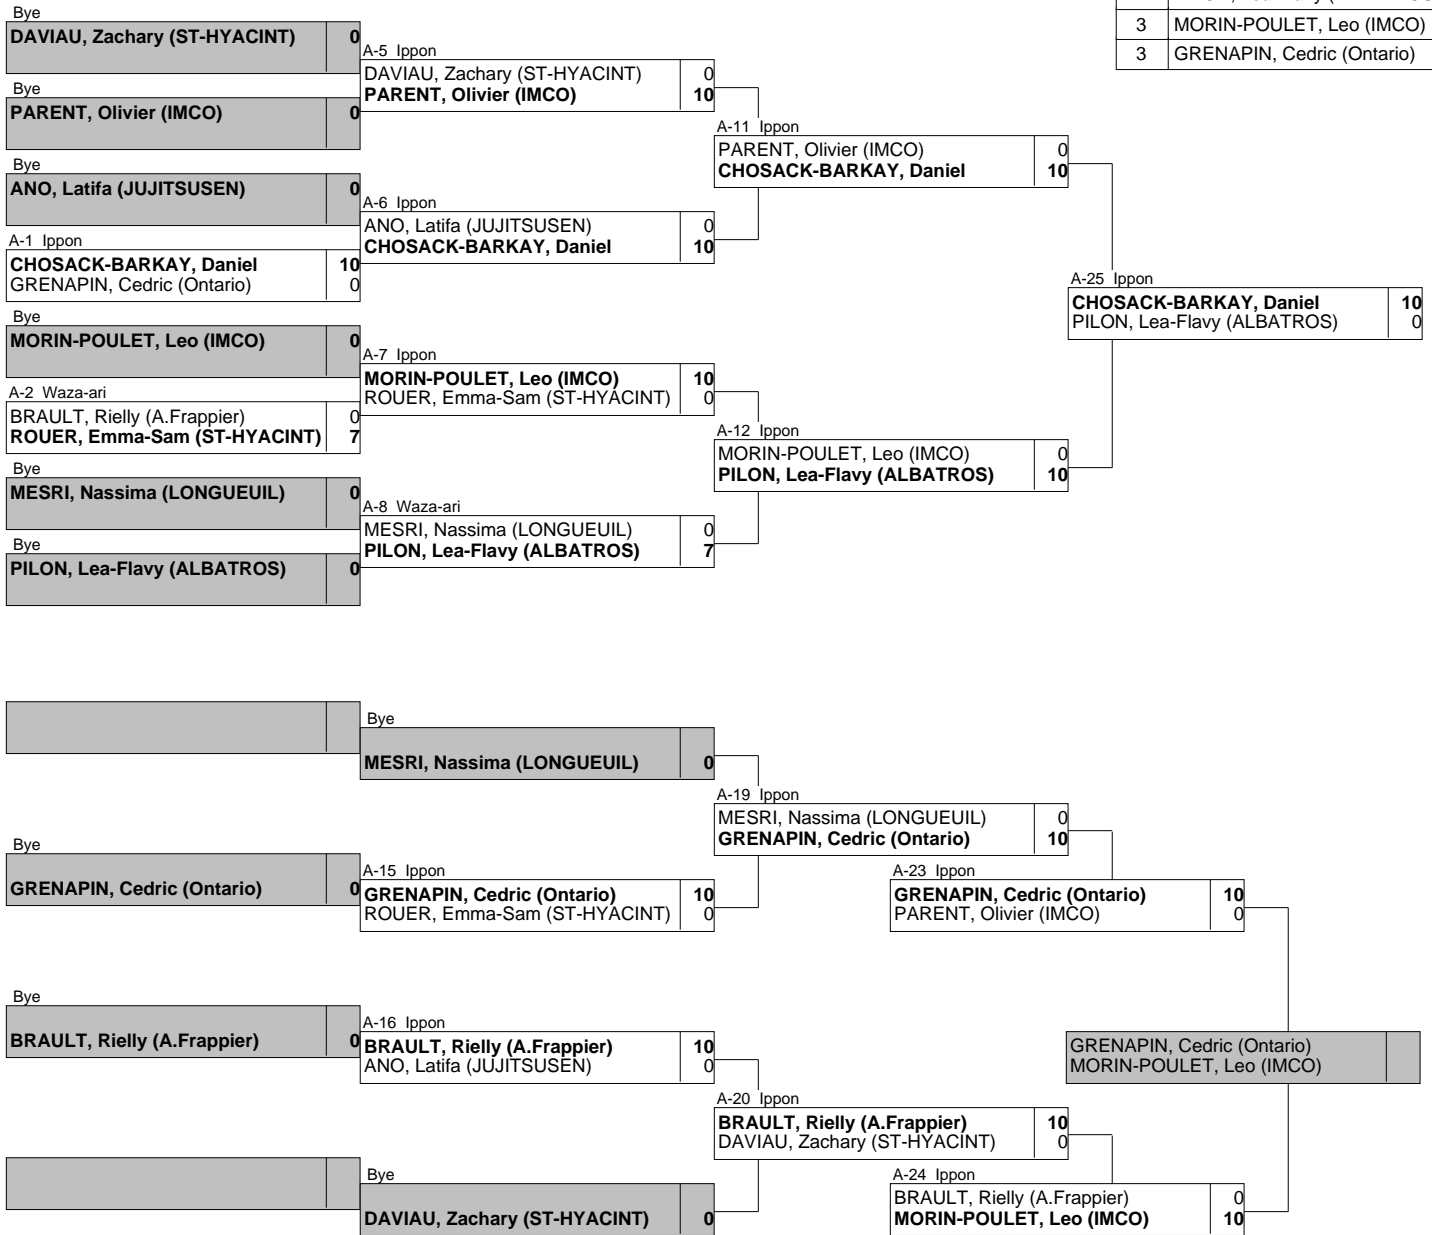 3 MORIN-POULET, Leo (IMCO)
3 GRENAPIN, Cedric (Ontario)
Bye
DAVIAU, Zachary (ST-HYACINT) 0
A-5 Ippon
DAVIAU, Zachary (ST-HYACINT) 0
PARENT, Olivier (IMCO) 10
Bye
PARENT, Olivier (IMCO) 0
A-11 Ippon
PARENT, Olivier (IMCO) 0
CHOSACK-BARKAY, Daniel 10
Bye
ANO, Latifa (JUJITSUSEN) 0
A-6 Ippon
ANO, Latifa (JUJITSUSEN) 0
CHOSACK-BARKAY, Daniel 10
A-1 Ippon
CHOSACK-BARKAY, Daniel 10
GRENAPIN, Cedric (Ontario) 0
A-25 Ippon
CHOSACK-BARKAY, Daniel 10
PILON, Lea-Flavy (ALBATROS) 0
Bye
MORIN-POULET, Leo (IMCO) 0
A-7 Ippon
MORIN-POULET, Leo (IMCO) 10
ROUER, Emma-Sam (ST-HYACINT) 0
A-2 Waza-ari
BRAULT, Rielly (A.Frappier) 0
ROUER, Emma-Sam (ST-HYACINT) 7
A-12 Ippon
MORIN-POULET, Leo (IMCO) 0
PILON, Lea-Flavy (ALBATROS) 10
Bye
MESRI, Nassima (LONGUEUIL) 0
A-8 Waza-ari
MESRI, Nassima (LONGUEUIL) 0
PILON, Lea-Flavy (ALBATROS) 7
Bye
PILON, Lea-Flavy (ALBATROS) 0
Bye
MESRI, Nassima (LONGUEUIL) 0
A-19 Ippon
MESRI, Nassima (LONGUEUIL) 0
GRENAPIN, Cedric (Ontario) 10
Bye
GRENAPIN, Cedric (Ontario) 0
A-15 Ippon
GRENAPIN, Cedric (Ontario) 10
ROUER, Emma-Sam (ST-HYACINT) 0
A-23 Ippon
GRENAPIN, Cedric (Ontario) 10
PARENT, Olivier (IMCO) 0
Bye
BRAULT, Rielly (A.Frappier) 0
A-16 Ippon
BRAULT, Rielly (A.Frappier) 10
ANO, Latifa (JUJITSUSEN) 0
GRENAPIN, Cedric (Ontario)
MORIN-POULET, Leo (IMCO)
A-20 Ippon
BRAULT, Rielly (A.Frappier) 10
DAVIAU, Zachary (ST-HYACINT) 0
Bye
DAVIAU, Zachary (ST-HYACINT) 0
A-24 Ippon
BRAULT, Rielly (A.Frappier) 0
MORIN-POULET, Leo (IMCO) 10